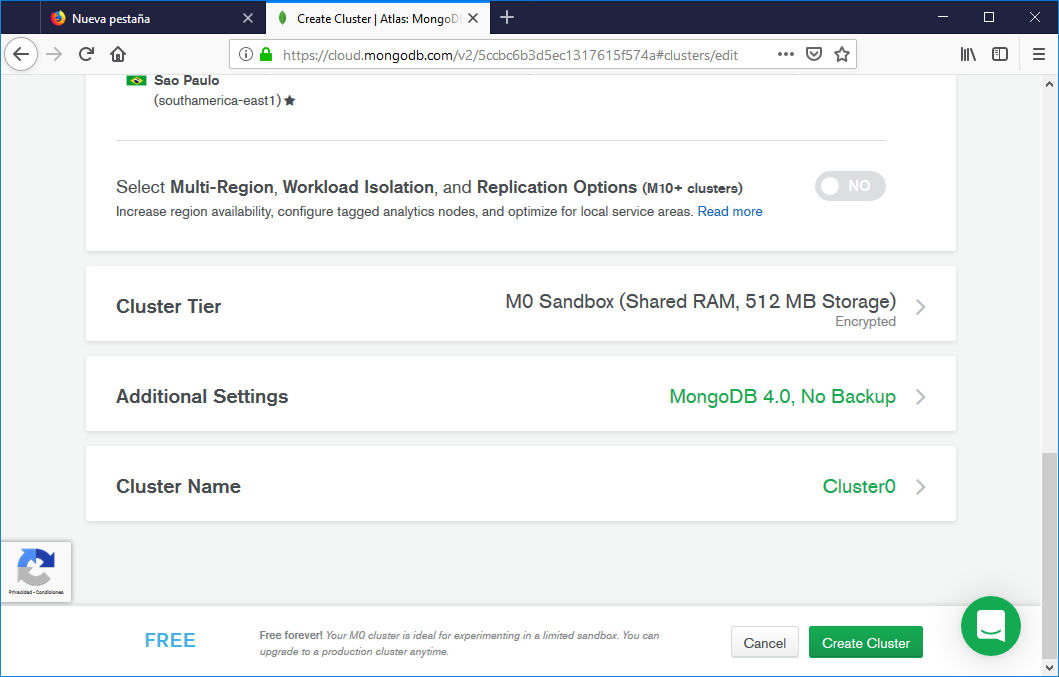 Nueva pestaña
Create Cluster | Atlas: MongoD
https://cloud.mongodb.com/v2/5ccbc6b3d5ec1317615f574a#clusters/edit
Sao Paulo
(southamerica-east1)
Select Multi-Region, Workload Isolation, and Replication Options (M10+ clusters)
NO
Increase region availability, configure tagged analytics nodes, and optimize for local service areas. Read more
Cluster Tier
M0 Sandbox (Shared RAM, 512 MB Storage)
Encrypted
Additional Settings
MongoDB 4.0, No Backup
Cluster Name
Cluster0
Privacidad - Condiciones
FREE
Free forever! Your M0 cluster is ideal for experimenting in a limited sandbox. You can
upgrade to a production cluster anytime.
Cancel
Create Cluster